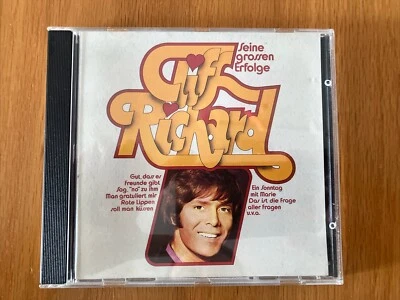 Seine
grossen
Erfolge
Cliff
Richard
Gut, dass es
freunde gibt
Sag, "no" zu ihm
Man gratuliert mir
Rote Lippen
soll man küssen
Ein Sonntag
mit Marie
Das ist die Frage
aller fragen
u.v.a.